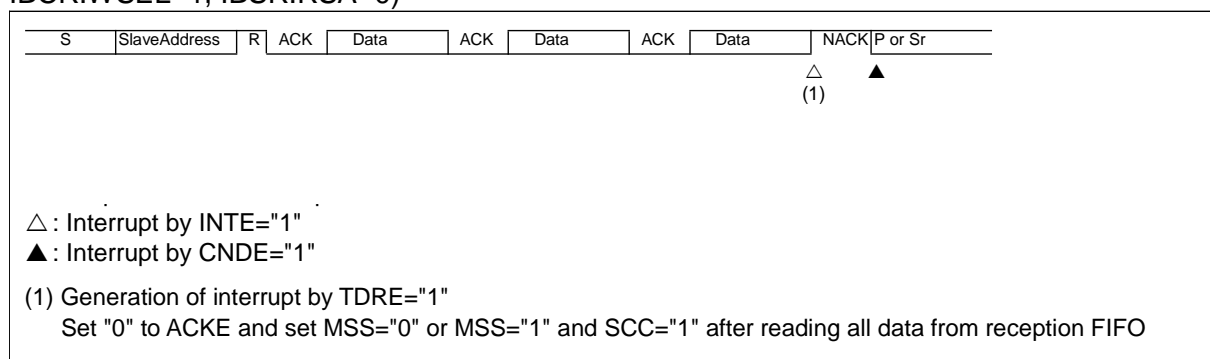 S SlaveAddress R ACK Data ACK Data ACK Data NACK P or Sr
△ ▲
(1)
△ : Interrupt by INTE="1"
▲ : Interrupt by CNDE="1"
(1) Generation of interrupt by TDRE="1"
Set "0" to ACKE and set MSS="0" or MSS="1" and SCC="1" after reading all data from reception FIFO